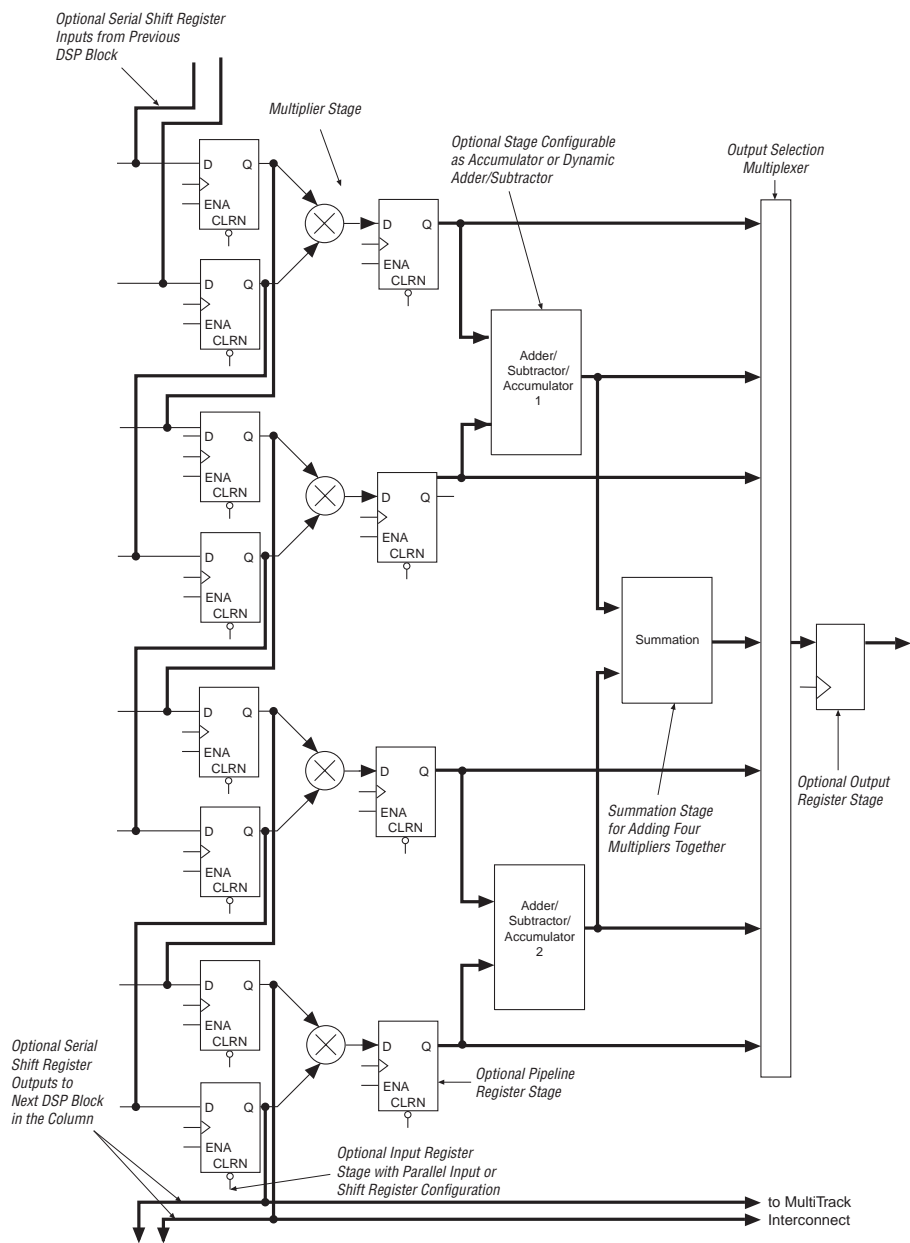 Optional Serial Shift Register
Inputs from Previous
DSP Block
Multiplier Stage
Optional Stage Configurable
as Accumulator or Dynamic
Adder/Subtractor
Output Selection
Multiplexer
D Q
ENA
CLRN
D Q
ENA
CLRN
D Q
ENA
CLRN
Adder/
Subtractor/
Accumulator
1
D Q
ENA
CLRN
D Q
ENA
CLRN
D Q
ENA
CLRN
Summation
D Q
ENA
CLRN
D Q
ENA
CLRN
D Q
ENA
CLRN
Summation Stage
for Adding Four
Multipliers Together
Optional Output
Register Stage
Adder/
Subtractor/
Accumulator
2
D Q
ENA
CLRN
D Q
ENA
CLRN
D Q
ENA
CLRN
Optional Serial
Shift Register
Outputs to
Next DSP Block
in the Column
Optional Pipeline
Register Stage
Optional Input Register
Stage with Parallel Input or
Shift Register Configuration
to MultiTrack
Interconnect